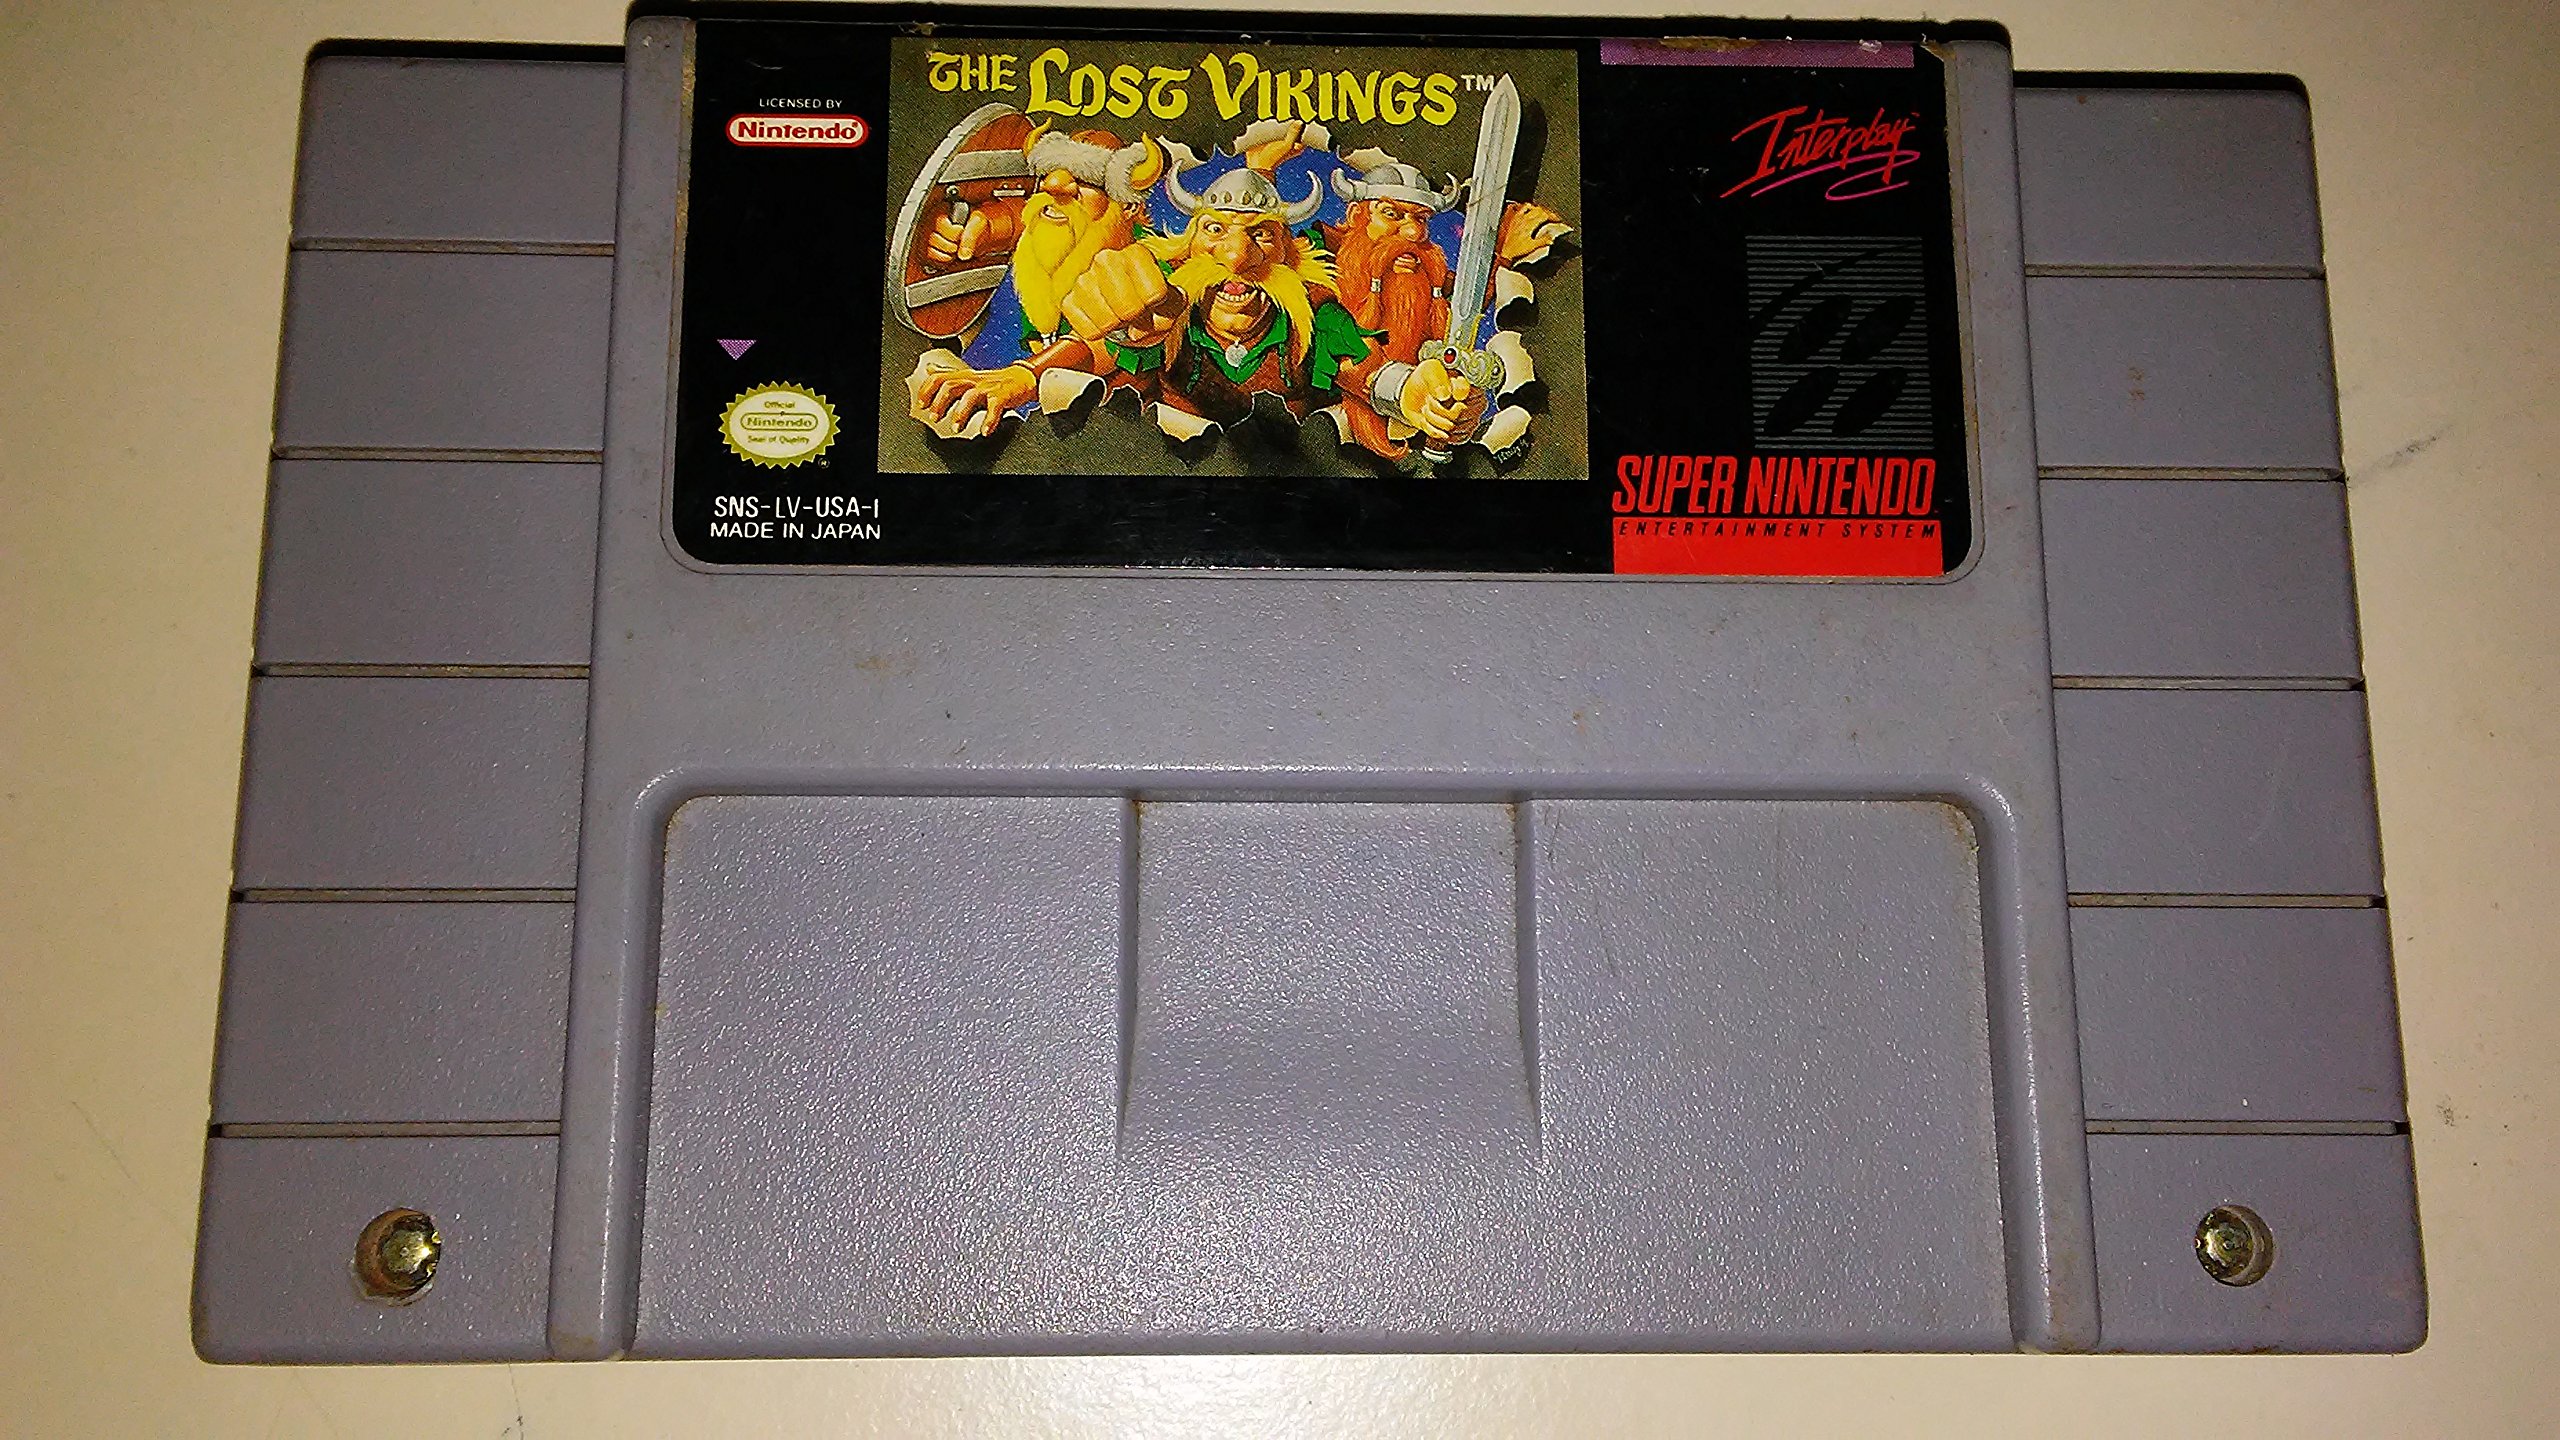 THE LOST VIKINGS™
LICENSED BY
Nintendo®
Interplay™
Official
Nintendo
Seal of Quality
®
SUPER NINTENDO
ENTERTAINMENT SYSTEM
SNS-LV-USA-1
MADE IN JAPAN